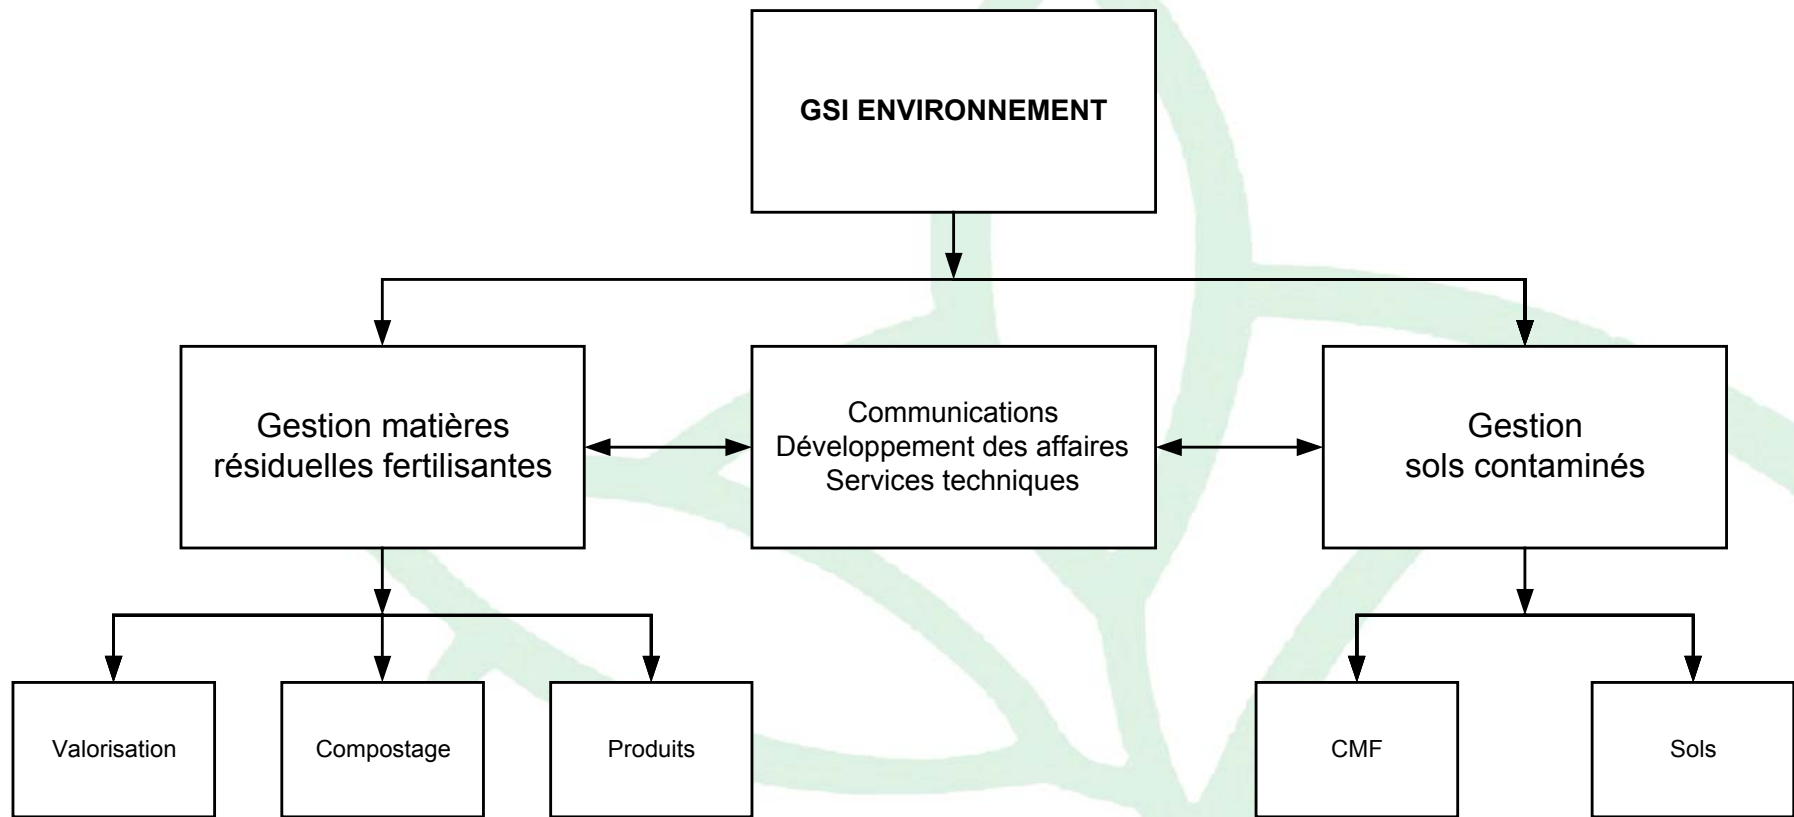 GSI ENVIRONNEMENT
Gestion matières
résiduelles fertilisantes
Communications
Développement des affaires
Services techniques
Gestion
sols contaminés
Valorisation
Compostage
Produits
CMF
Sols